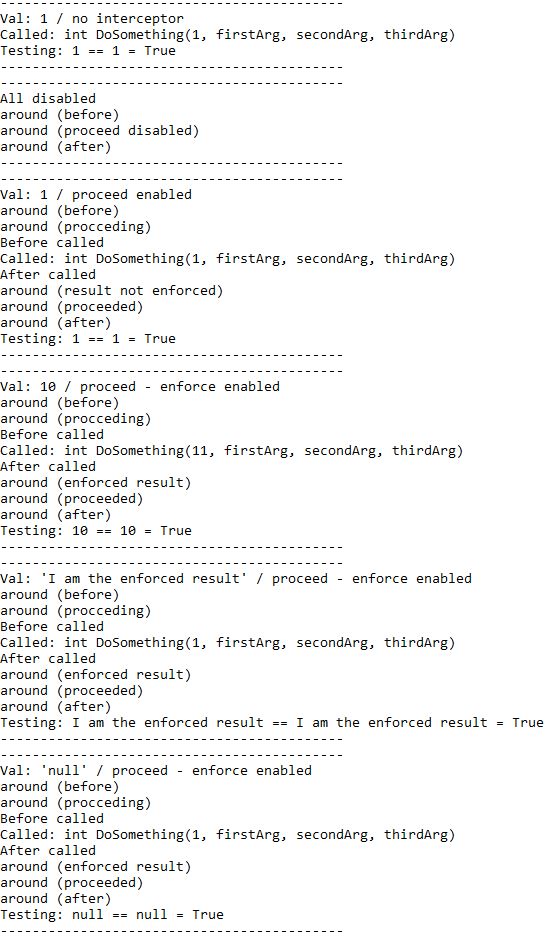 -------------------------------------------
Val: 1 / no interceptor
Called: int DoSomething(1, firstArg, secondArg, thirdArg)
Testing: 1 == 1 = True
-------------------------------------------
-------------------------------------------
All disabled
around (before)
around (proceed disabled)
around (after)
-------------------------------------------
-------------------------------------------
Val: 1 / proceed enabled
around (before)
around (procceding)
Before called
Called: int DoSomething(1, firstArg, secondArg, thirdArg)
After called
around (result not enforced)
around (proceeded)
around (after)
Testing: 1 == 1 = True
-------------------------------------------
-------------------------------------------
Val: 10 / proceed - enforce enabled
around (before)
around (procceding)
Before called
Called: int DoSomething(11, firstArg, secondArg, thirdArg)
After called
around (enforced result)
around (proceeded)
around (after)
Testing: 10 == 10 = True
-------------------------------------------
-------------------------------------------
Val: 'I am the enforced result' / proceed - enforce enabled
around (before)
around (procceding)
Before called
Called: int DoSomething(1, firstArg, secondArg, thirdArg)
After called
around (enforced result)
around (proceeded)
around (after)
Testing: I am the enforced result == I am the enforced result = True
-------------------------------------------
-------------------------------------------
Val: 'null' / proceed - enforce enabled
around (before)
around (procceding)
Before called
Called: int DoSomething(1, firstArg, secondArg, thirdArg)
After called
around (enforced result)
around (proceeded)
around (after)
Testing: null == null = True
-------------------------------------------